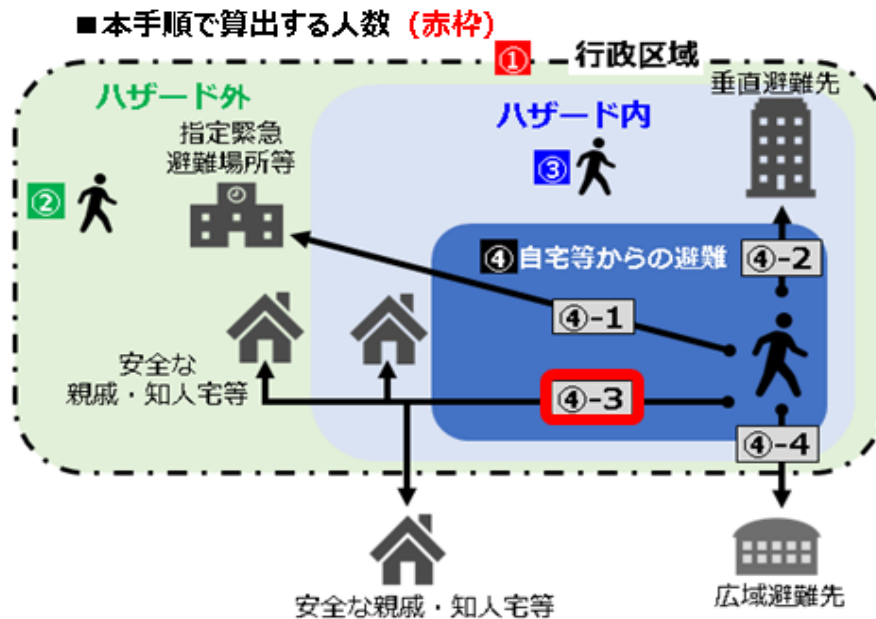 ■本手順で算出する人数（赤枠）
① 行政区域
ハザード外
垂直避難先
ハザード内
指定緊急
避難場所等
②
③
④自宅等からの避難
④-2
④-1
安全な
親戚・知人宅等
④-3
④-4
安全な親戚・知人宅等
広域避難先